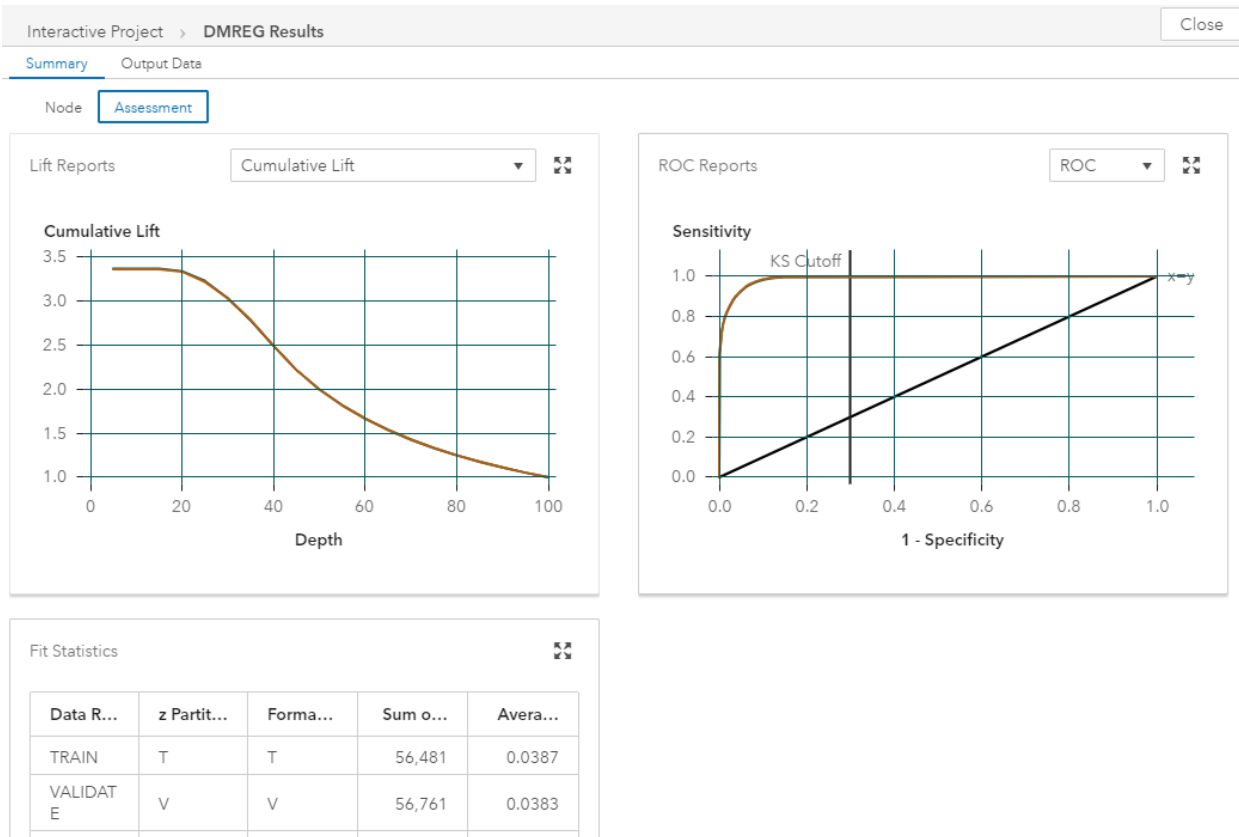 Interactive Project > DMREG Results
Close
Summary Output Data
Node Assessment
Lift Reports Cumulative Lift
Cumulative Lift
3.5
3.0
2.5
2.0
1.5
1.0
0 20 40 60 80 100
Depth
ROC Reports ROC
Sensitivity
KS Cutoff
1.0
x=y
0.8
0.6
0.4
0.2
0.0
0.0 0.2 0.4 0.6 0.8 1.0
1 - Specificity
Fit Statistics
Data R... z Partit... Forma... Sum o... Avera...
TRAIN T T 56,481 0.0387
VALIDAT
E V V 56,761 0.0383